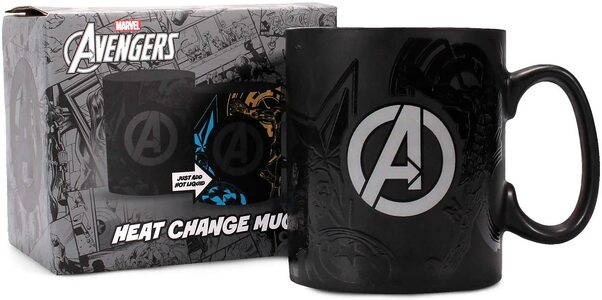 MARVEL
AVENGERS
JUST ADD
HOT LIQUID
HEAT CHANGE MUG